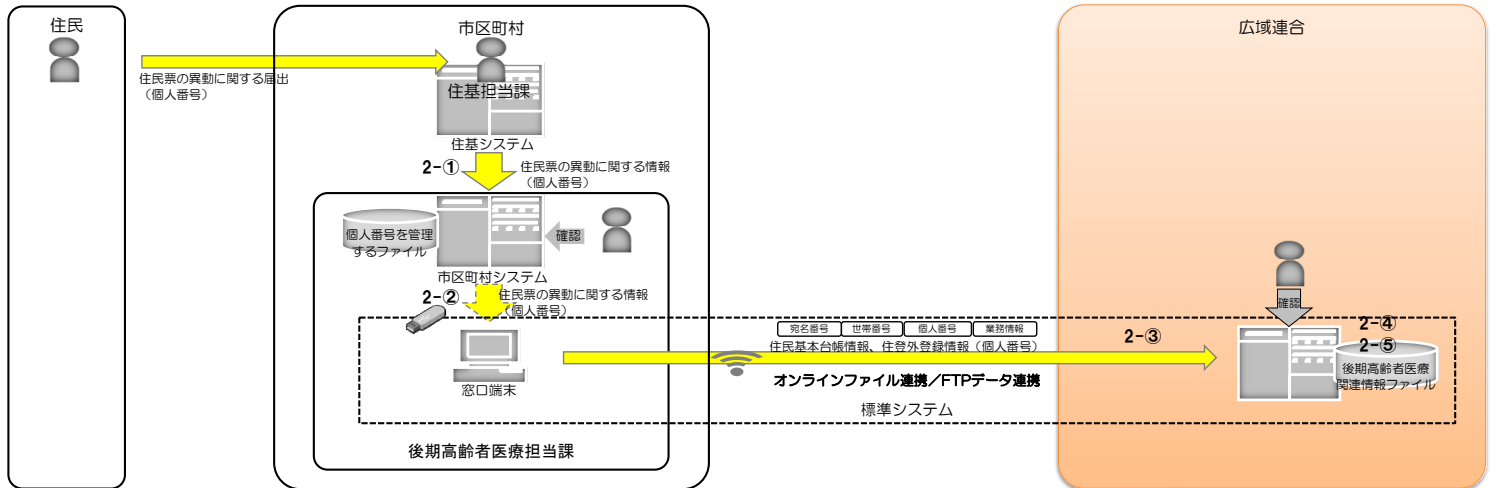 住民
市区町村
広域連合
住民票の異動に関する届出
（個人番号）
住基担当課
住基システム
2-①
住民票の異動に関する情報
（個人番号）
個人番号を管理
するファイル
確認
市区町村システム
2-②
住民票の異動に関する情報
（個人番号）
確認
宛名番号
世帯番号
個人番号
業務情報
住民基本台帳情報、住登外登録情報（個人番号）
2-③
2-④
2-⑤
オンラインファイル連携／FTPデータ連携
後期高齢者医療
関連情報ファイル
窓口端末
標準システム
後期高齢者医療担当課